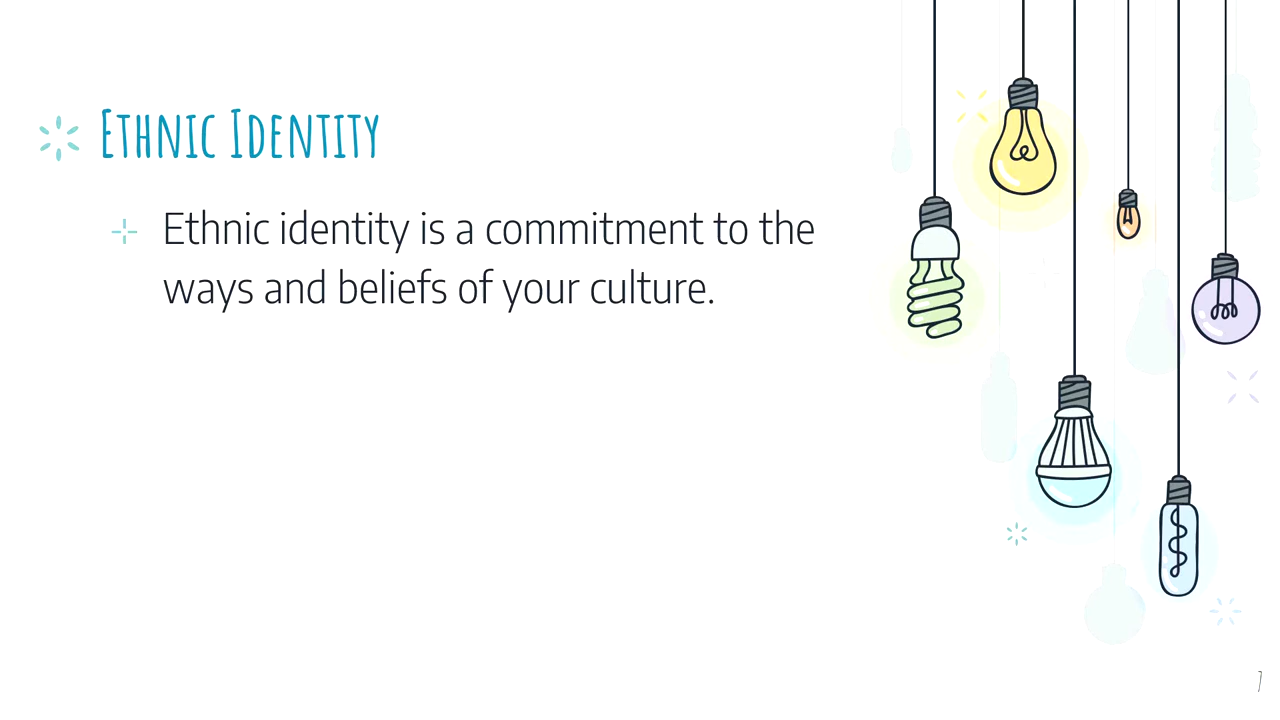 Ethnic Identity
Ethnic identity is a commitment to the
ways and beliefs of your culture.
7